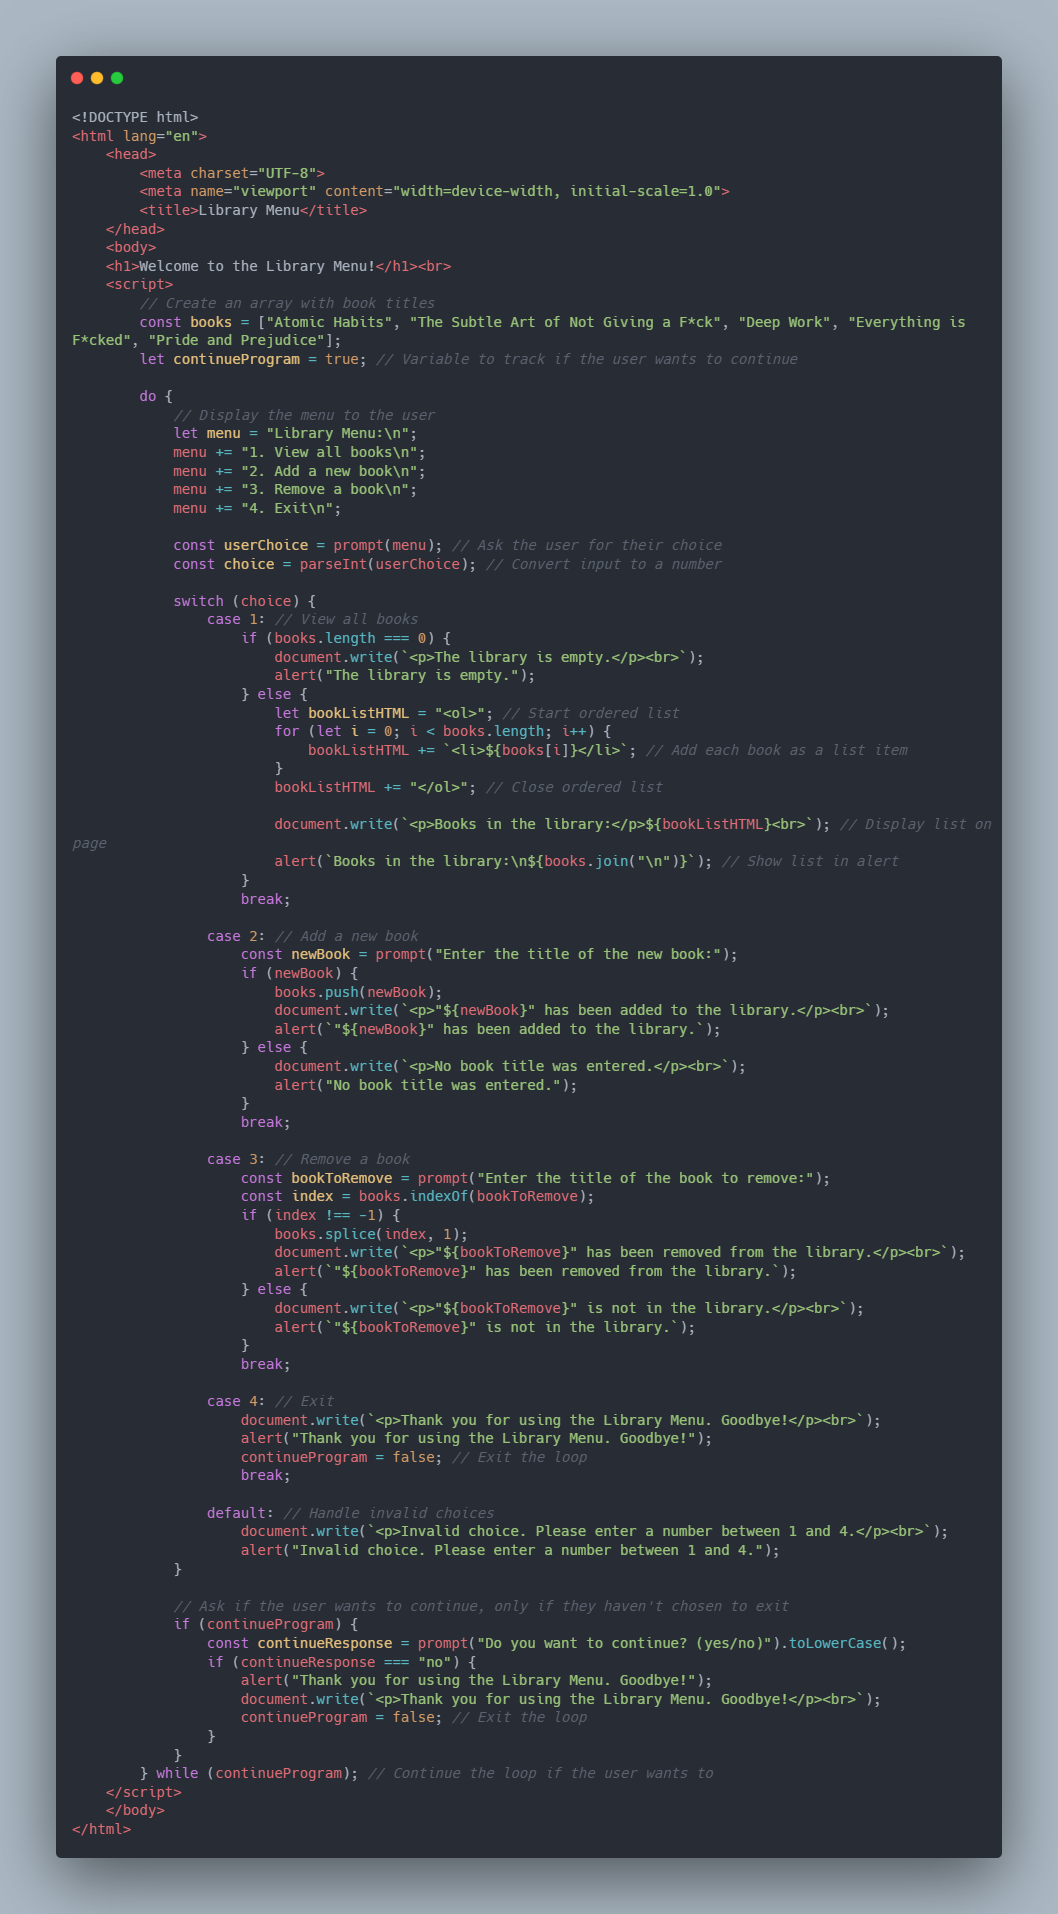 <!DOCTYPE html>
<html lang="en">
    <head>
        <meta charset="UTF-8">
        <meta name="viewport" content="width=device-width, initial-scale=1.0">
        <title>Library Menu</title>
    </head>
    <body>
    <h1>Welcome to the Library Menu!</h1><br>
    <script>
        // Create an array with book titles
        const books = ["Atomic Habits", "The Subtle Art of Not Giving a F*ck", "Deep Work", "Everything is
F*cked", "Pride and Prejudice"];
        let continueProgram = true; // Variable to track if the user wants to continue

        do {
            // Display the menu to the user
            let menu = "Library Menu:\n";
            menu += "1. View all books\n";
            menu += "2. Add a new book\n";
            menu += "3. Remove a book\n";
            menu += "4. Exit\n";

            const userChoice = prompt(menu); // Ask the user for their choice
            const choice = parseInt(userChoice); // Convert input to a number

            switch (choice) {
                case 1: // View all books
                    if (books.length === 0) {
                        document.write(`<p>The library is empty.</p><br>`);
                        alert("The library is empty.");
                    } else {
                        let bookListHTML = "<ol>"; // Start ordered list
                        for (let i = 0; i < books.length; i++) {
                            bookListHTML += `<li>${books[i]}</li>`; // Add each book as a list item
                        }
                        bookListHTML += "</ol>"; // Close ordered list

                        document.write(`<p>Books in the library:</p>${bookListHTML}<br>`); // Display list on
page
                        alert(`Books in the library:\n${books.join("\n")}`); // Show list in alert
                    }
                    break;

                case 2: // Add a new book
                    const newBook = prompt("Enter the title of the new book:");
                    if (newBook) {
                        books.push(newBook);
                        document.write(`<p>"${newBook}" has been added to the library.</p><br>`);
                        alert(`"${newBook}" has been added to the library.`);
                    } else {
                        document.write(`<p>No book title was entered.</p><br>`);
                        alert("No book title was entered.");
                    }
                    break;

                case 3: // Remove a book
                    const bookToRemove = prompt("Enter the title of the book to remove:");
                    const index = books.indexOf(bookToRemove);
                    if (index !== -1) {
                        books.splice(index, 1);
                        document.write(`<p>"${bookToRemove}" has been removed from the library.</p><br>`);
                        alert(`"${bookToRemove}" has been removed from the library.`);
                    } else {
                        document.write(`<p>"${bookToRemove}" is not in the library.</p><br>`);
                        alert(`"${bookToRemove}" is not in the library.`);
                    }
                    break;

                case 4: // Exit
                    document.write(`<p>Thank you for using the Library Menu. Goodbye!</p><br>`);
                    alert("Thank you for using the Library Menu. Goodbye!");
                    continueProgram = false; // Exit the loop
                    break;

                default: // Handle invalid choices
                    document.write(`<p>Invalid choice. Please enter a number between 1 and 4.</p><br>`);
                    alert("Invalid choice. Please enter a number between 1 and 4.");
            }

            // Ask if the user wants to continue, only if they haven't chosen to exit
            if (continueProgram) {
                const continueResponse = prompt("Do you want to continue? (yes/no)").toLowerCase();
                if (continueResponse === "no") {
                    alert("Thank you for using the Library Menu. Goodbye!");
                    document.write(`<p>Thank you for using the Library Menu. Goodbye!</p><br>`);
                    continueProgram = false; // Exit the loop
                }
            }
        } while (continueProgram); // Continue the loop if the user wants to
    </script>
    </body>
</html>